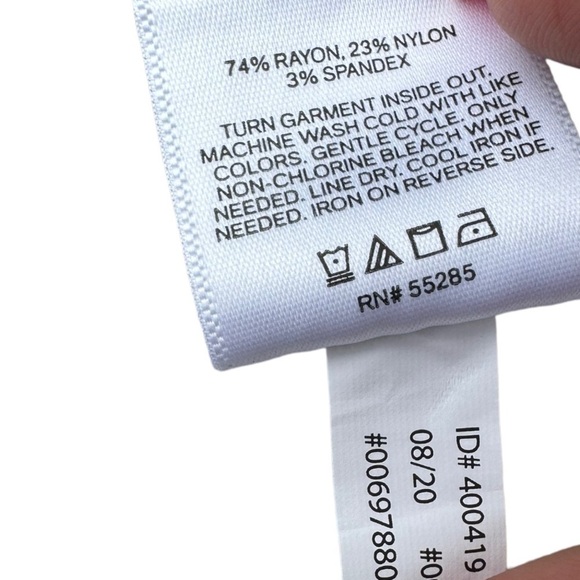 74% RAYON, 23% NYLON
3% SPANDEX
TURN GARMENT INSIDE OUT,
MACHINE WASH COLD WITH LIKE
COLORS. GENTLE CYCLE. ONLY
NON-CHLORINE BLEACH WHEN
NEEDED. LINE DRY. COOL IRON IF
NEEDED. IRON ON REVERSE SIDE.
RN# 55285
ID# 400419
08/20 #0
#00697880